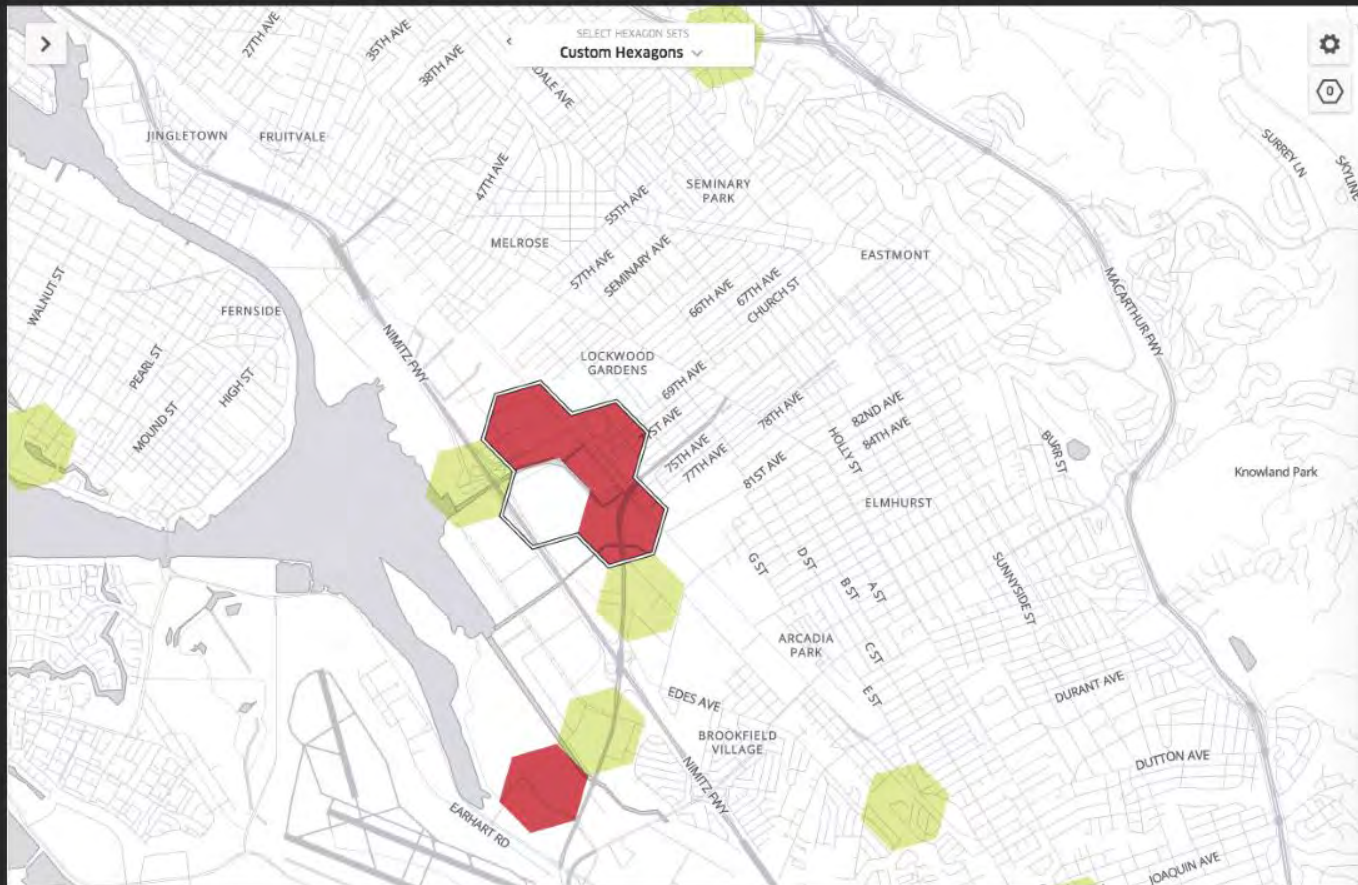 SELECT HEXAGON SETS
Custom Hexagons
0
27TH AVE
35TH AVE
38TH AVE
DALE AVE
JINGLETOWN
FRUITVALE
47TH AVE
SEMINARY
PARK
SURREY LN
SKYLINE
55TH AVE
MELROSE
57TH AVE
SEMINARY AVE
EASTMONT
WALNUT ST
FERNSIDE
66TH AVE
67TH AVE
CHURCH ST
MACARTHUR FWY
NIMITZ FWY
PEARL ST
HIGH ST
MOUND ST
LOCKWOOD
GARDENS
69TH AVE
1ST AVE
75TH AVE
77TH AVE
78TH AVE
81ST AVE
82ND AVE
84TH AVE
HOLLY ST
BURR ST
Knowland Park
ELMHURST
G ST
D ST
B ST
A ST
C ST
E ST
SUNNYSIDE ST
ARCADIA
PARK
EDES AVE
DURANT AVE
BROOKFIELD
VILLAGE
NIMITZ FWY
DUTTON AVE
EARHART RD
JOAQUIN AVE